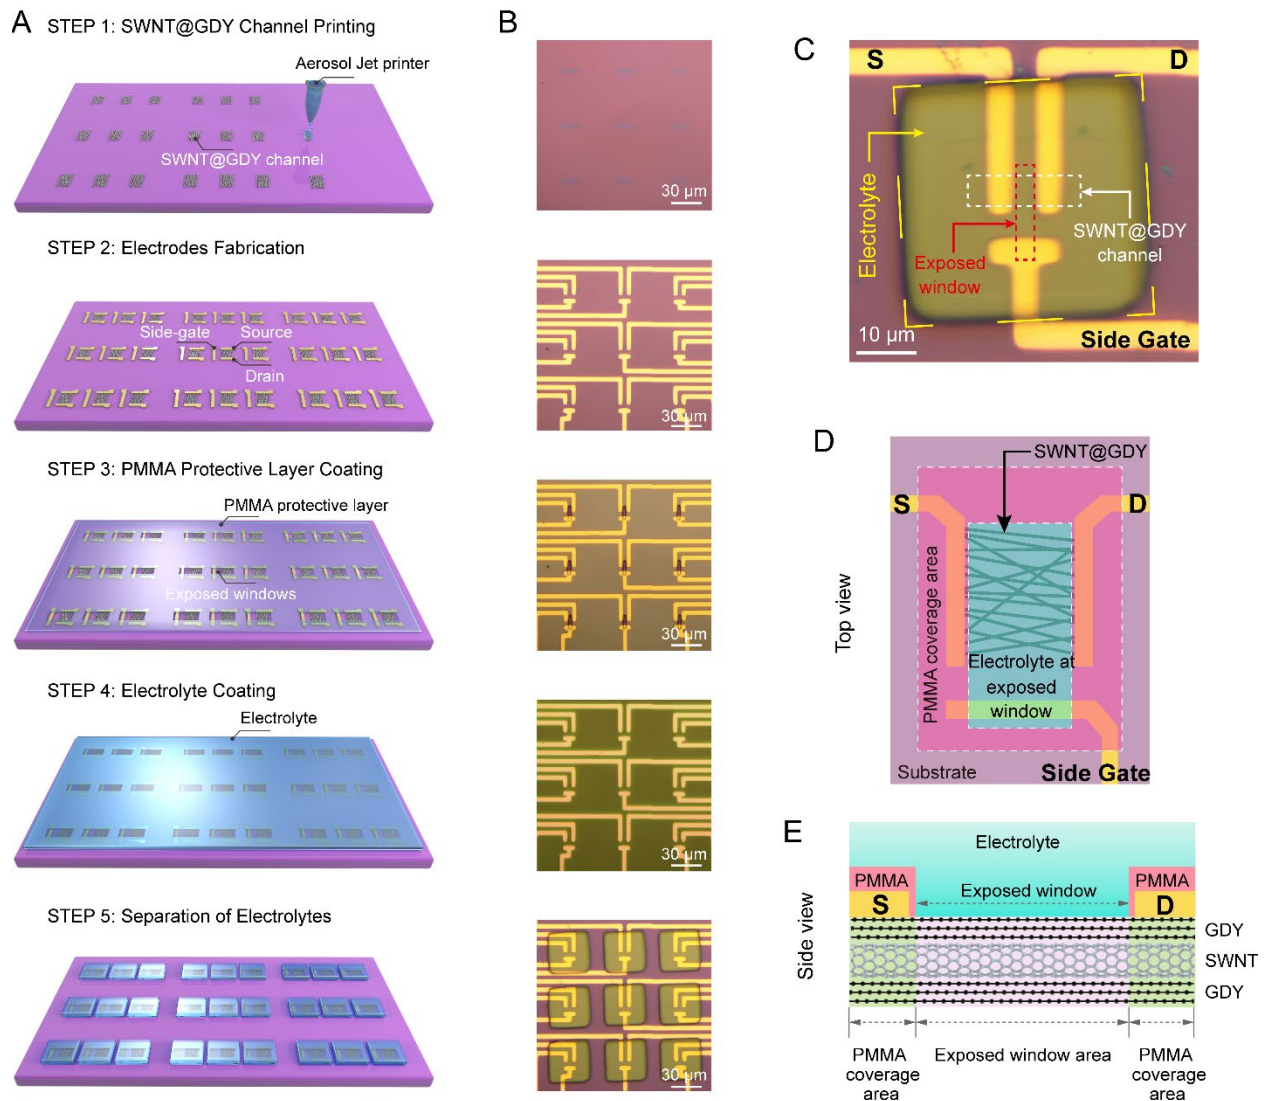 A
STEP 1: SWNT@GDY Channel Printing
Aerosol Jet printer
SWNT@GDY channel
STEP 2: Electrodes Fabrication
Side-gate
Source
Drain
STEP 3: PMMA Protective Layer Coating
PMMA protective layer
Exposed windows
STEP 4: Electrolyte Coating
Electrolyte
STEP 5: Separation of Electrolytes
B
30 μm
30 μm
30 μm
30 μm
30 μm
C
S
D
Electrolyte
SWNT@GDY
channel
Exposed
window
10 μm
Side Gate
D
Top view
SWNT@GDY
S
D
PMMA coverage area
Electrolyte at
exposed
window
Substrate
Side Gate
E
Side view
Electrolyte
PMMA
Exposed window
PMMA
S
D
GDY
SWNT
GDY
PMMA
coverage
area
Exposed window area
PMMA
coverage
area